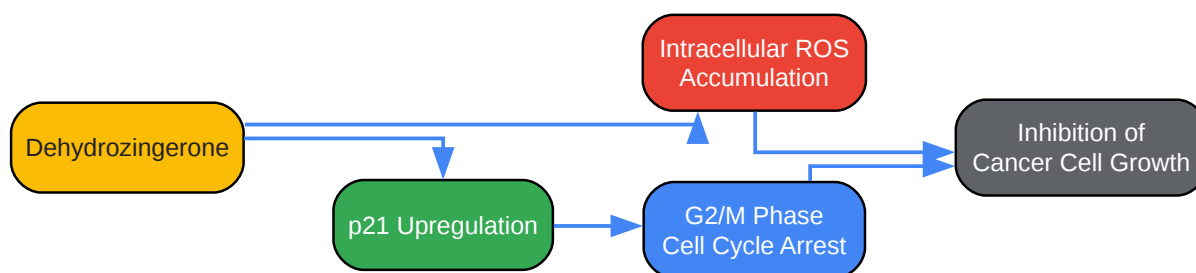 Intracellular ROS
Accumulation
Dehydrozingerone
Inhibition of
Cancer Cell Growth
p21 Upregulation
G2/M Phase
Cell Cycle Arrest